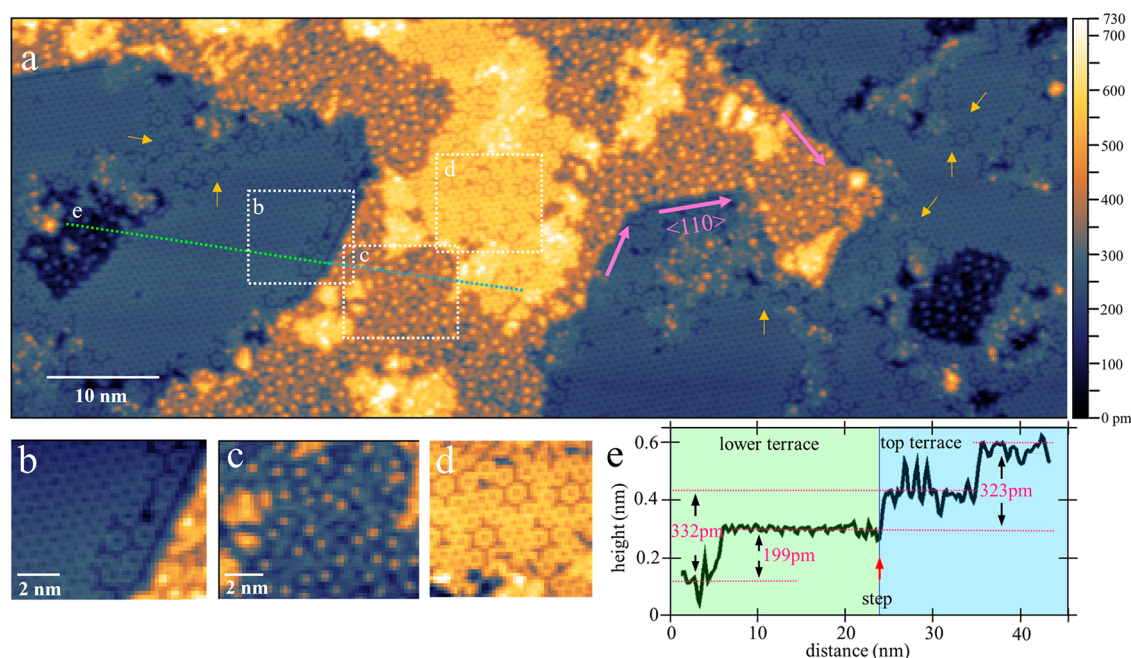 a
b
c
d
e
<110>
10 nm
730
700
600
500
400
300
200
100
0 pm
b
2 nm
c
2 nm
d
2 nm
e
lower terrace
top terrace
332pm
199pm
323pm
step
height (nm)
0.6
0.4
0.2
0
0
10
20
30
40
distance (nm)